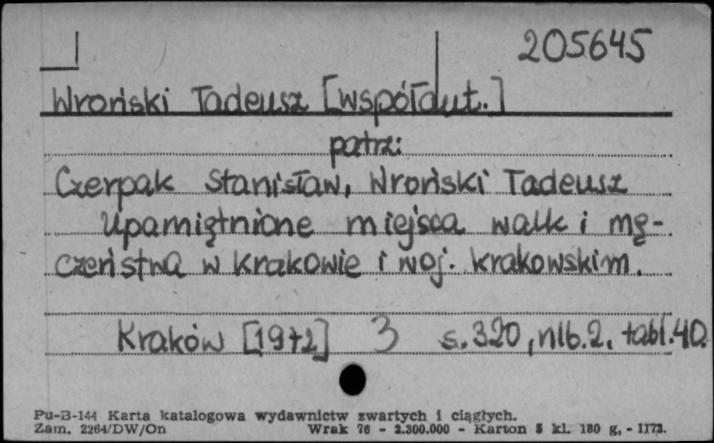 205645
Wroński Tadeusz [współaut.]
patrz:
Czerpak Stanisław, Wroński Tadeusz
Upamiętnione miejsca walk i mę-
czeństwa w Krakowie i woj. krakowskim.
Kraków [1972] 3 s. 320, nlb. 2, tabl. 40.
Pu-B-144 Karta katalogowa wydawnictw zwartych i ciągłych.
Zam. 2264/DW/On Wrak 76 - 2.300.000 - Karton 5 kl. 180 g. - 1173.